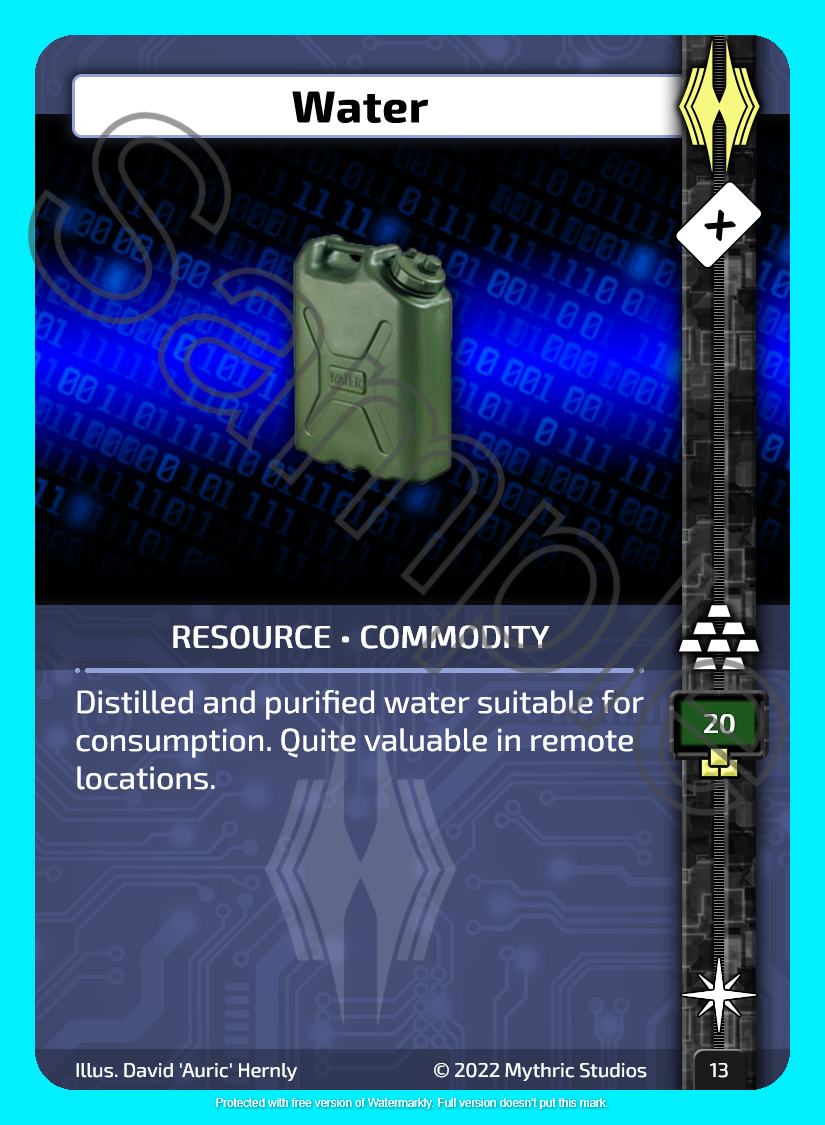 Water
WATER
Sample
RESOURCE • COMMODITY
Distilled and purified water suitable for
consumption. Quite valuable in remote
locations.
20
Illus. David 'Auric' Hernly
© 2022 Mythric Studios
13
Protected with free version of Watermarkly. Full version doesn't put this mark.